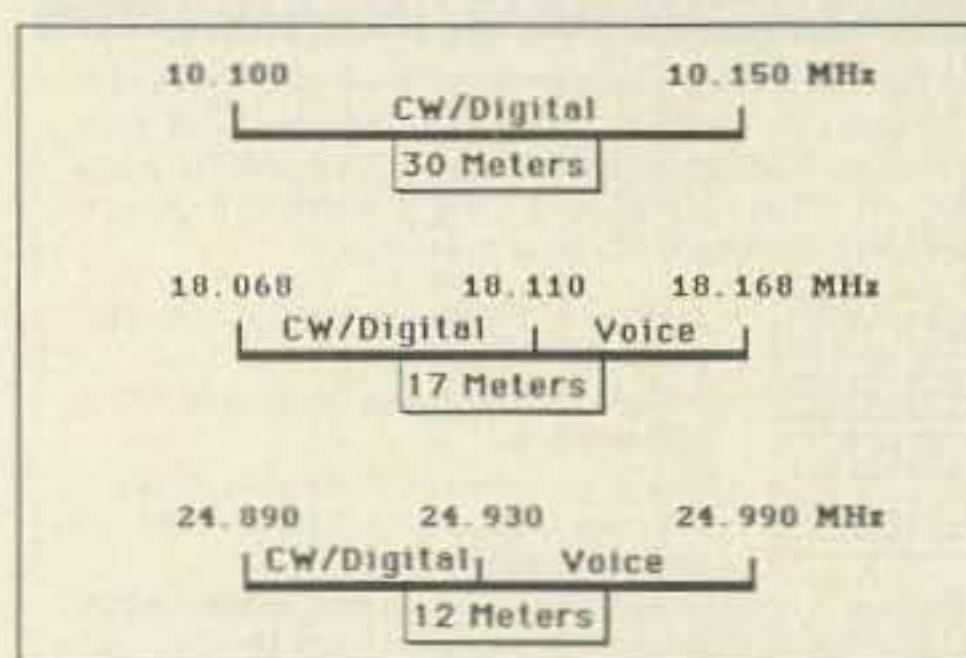 10.100 10.150 MHz
CW/Digital
30 Meters
18.068 18.110 18.168 MHz
CW/Digital Voice
17 Meters
24.890 24.930 24.990 MHz
CW/Digital Voice
12 Meters